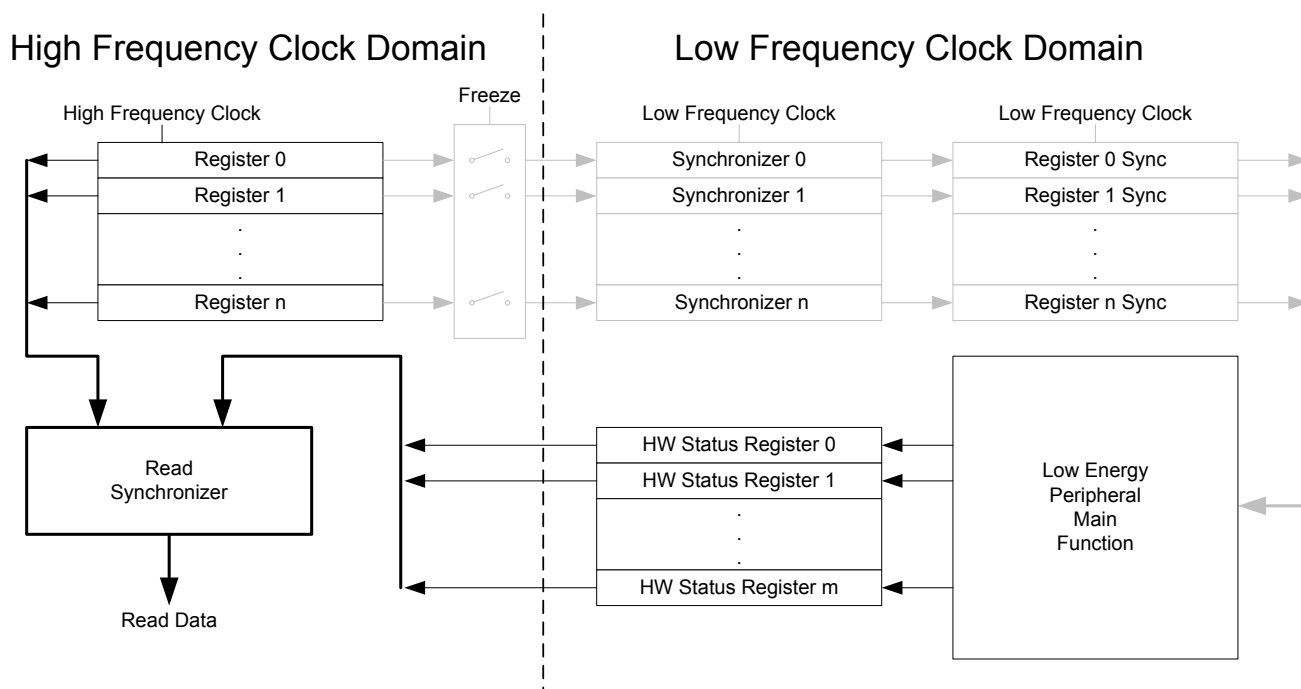 High Frequency Clock Domain
Low Frequency Clock Domain
Freeze
High Frequency Clock
Low Frequency Clock
Low Frequency Clock
Register 0
Synchronizer 0
Register 0 Sync
Register 1
Synchronizer 1
Register 1 Sync
.
.
.
.
.
.
.
.
.
Register n
Synchronizer n
Register n Sync
Read
Synchronizer
Read Data
HW Status Register 0
HW Status Register 1
.
.
.
HW Status Register m
Low Energy
Peripheral
Main
Function